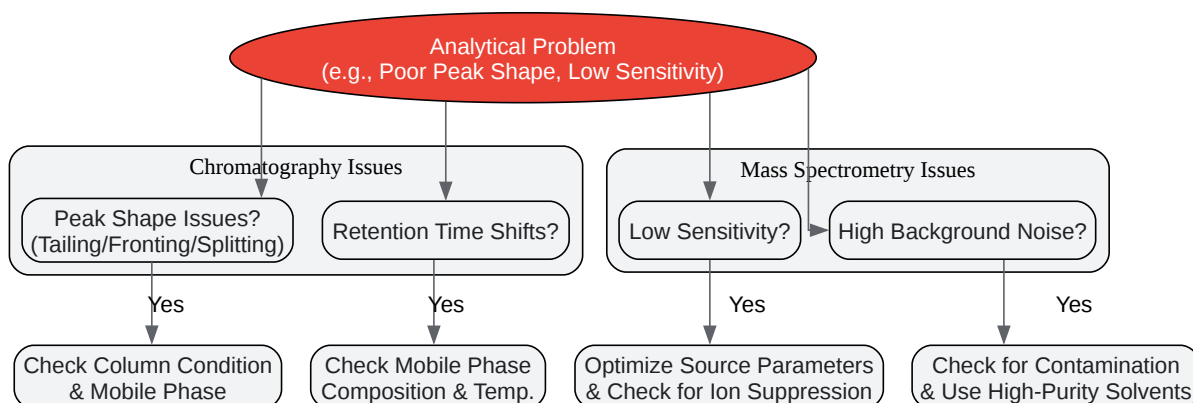 Analytical Problem
(e.g., Poor Peak Shape, Low Sensitivity)
Chromatography Issues
Mass Spectrometry Issues
Peak Shape Issues?
(Tailing/Fronting/Splitting)
Retention Time Shifts?
Low Sensitivity?
High Background Noise?
Yes
Yes
Yes
Yes
Check Column Condition
& Mobile Phase
Check Mobile Phase
Composition & Temp.
Optimize Source Parameters
& Check for Ion Suppression
Check for Contamination
& Use High-Purity Solvents